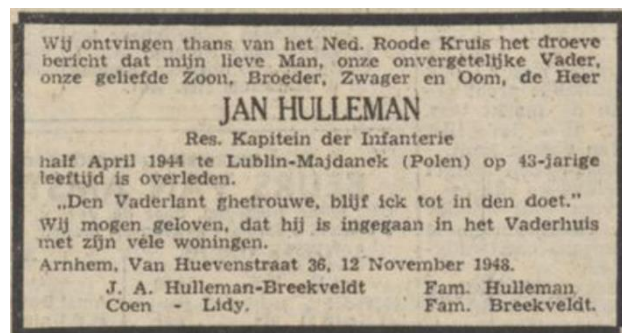 Wij ontvingen thans van het Ned. Roode Kruis het droeve
bericht dat mijn lieve Man, onze onvergetelijke Vader,
onze geliefde Zoon, Broeder, Zwager en Oom, de Heer
JAN HULLEMAN
Res. Kapitein der Infanterie
half April 1944 te Lublin-Majdanek (Polen) op 43-jarige
leeftijd is overleden.
„Den Vaderlant ghetrouwe, blijf ick tot in den doet.”
Wij mogen geloven, dat hij is ingegaan in het Vaderhuis
met zijn vele woningen.
Arnhem, Van Huevenstraat 36, 12 November 1948.
J. A. Hulleman-Breekveldt Fam. Hulleman
Coen - Lidy. Fam. Breekveldt.